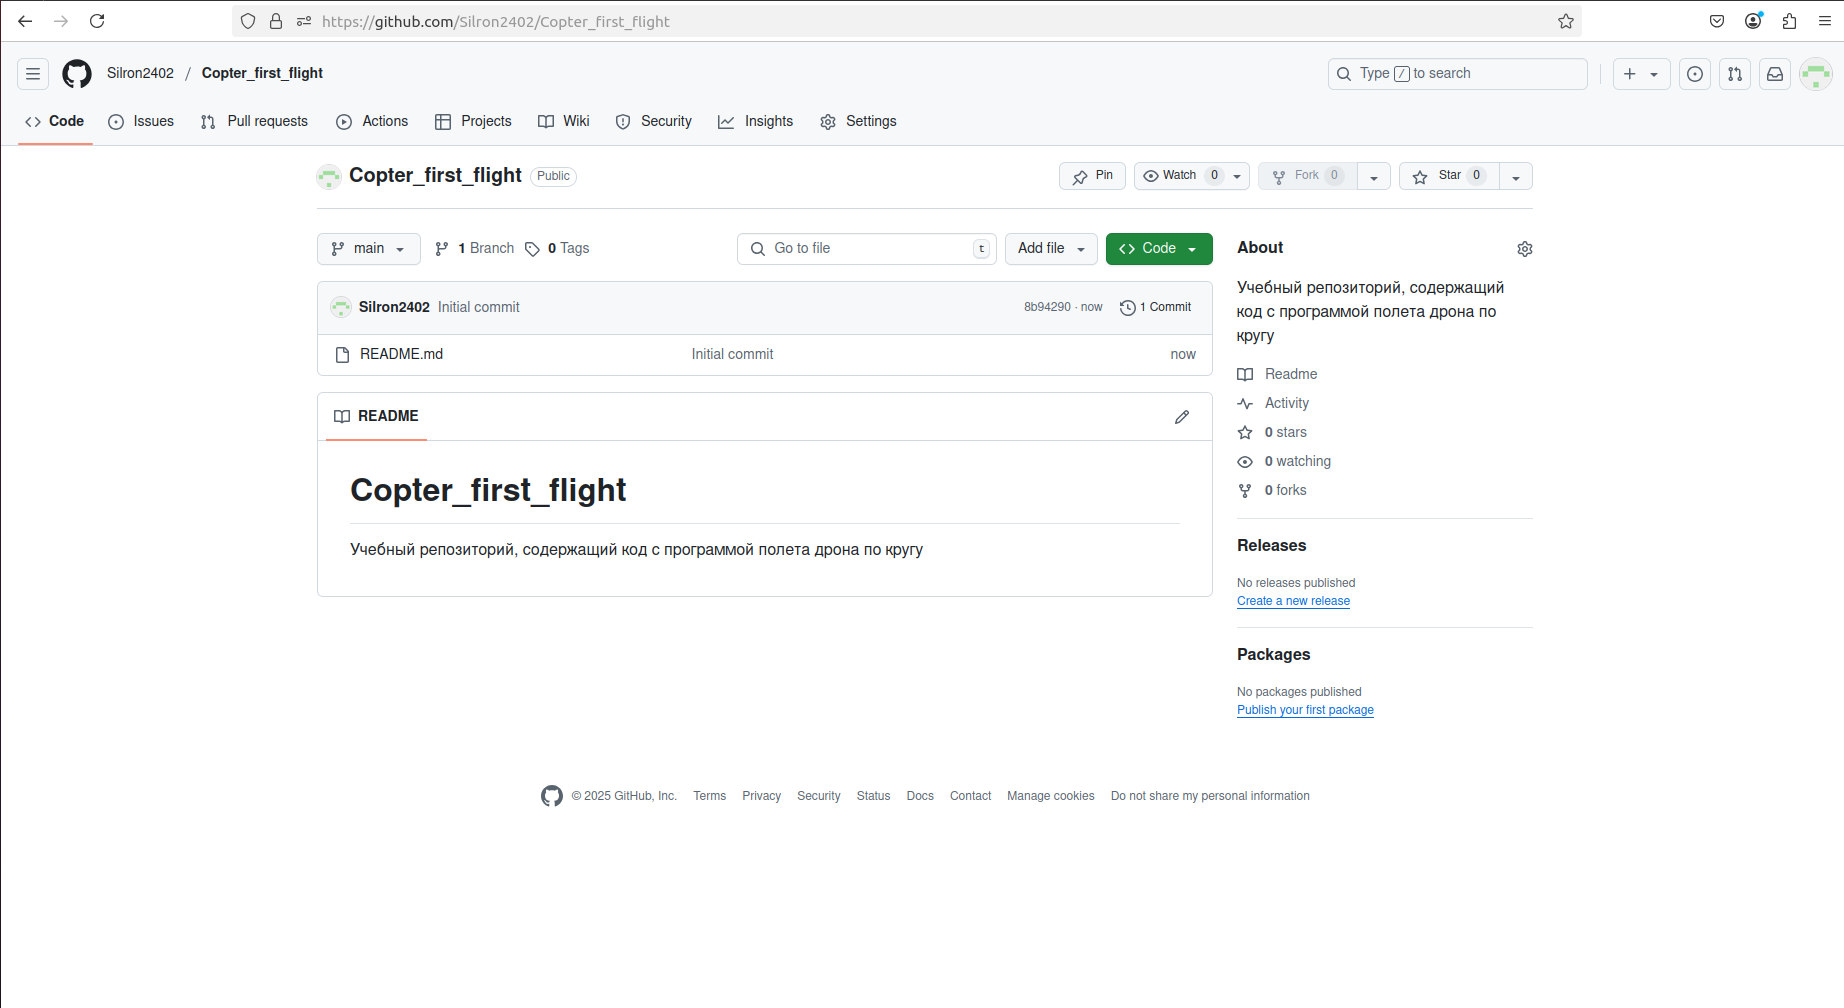 https://github.com/Silron2402/Copter_first_flight
Silron2402 / Copter_first_flight
Type / to search
Code Issues Pull requests Actions Projects Wiki Security Insights Settings
Copter_first_flight Public
Pin Watch 0 Fork 0 Star 0
main 1 Branch 0 Tags
Go to file t Add file Code
Silron2402 Initial commit 8b94290 · now 1 Commit
README.md Initial commit now
README
Copter_first_flight
Учебный репозиторий, содержащий код с программой полета дрона по кругу
About
Учебный репозиторий, содержащий
код с программой полета дрона по
кругу
Readme
Activity
0 stars
0 watching
0 forks
Releases
No releases published
Create a new release
Packages
No packages published
Publish your first package
© 2025 GitHub, Inc. Terms Privacy Security Status Docs Contact Manage cookies Do not share my personal information